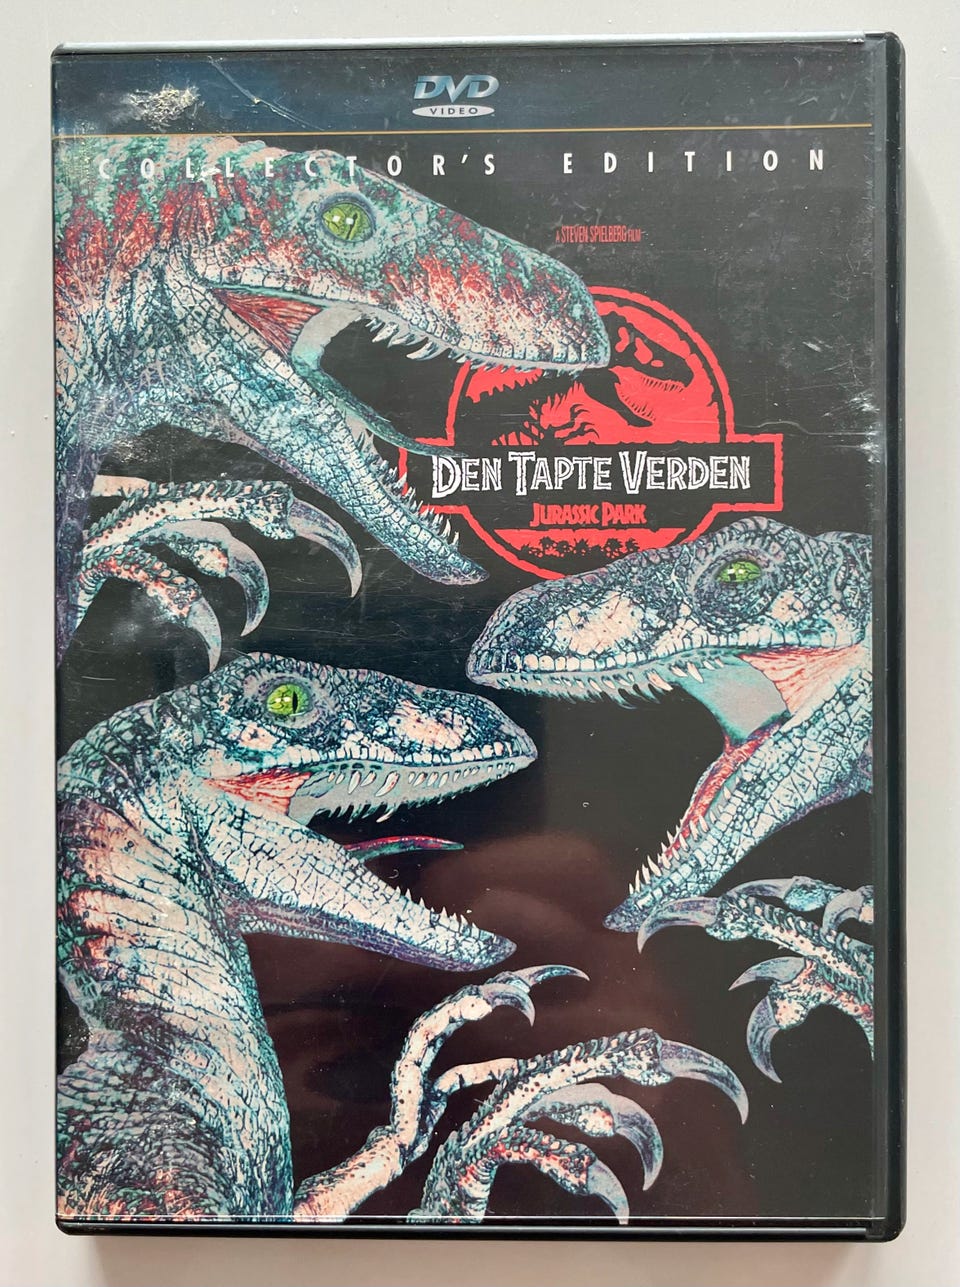 DVD
VIDEO
COLLECTOR'S EDITION
A STEVEN SPIELBERG FILM
DEN TAPTE VERDEN
JURASSIC PARK